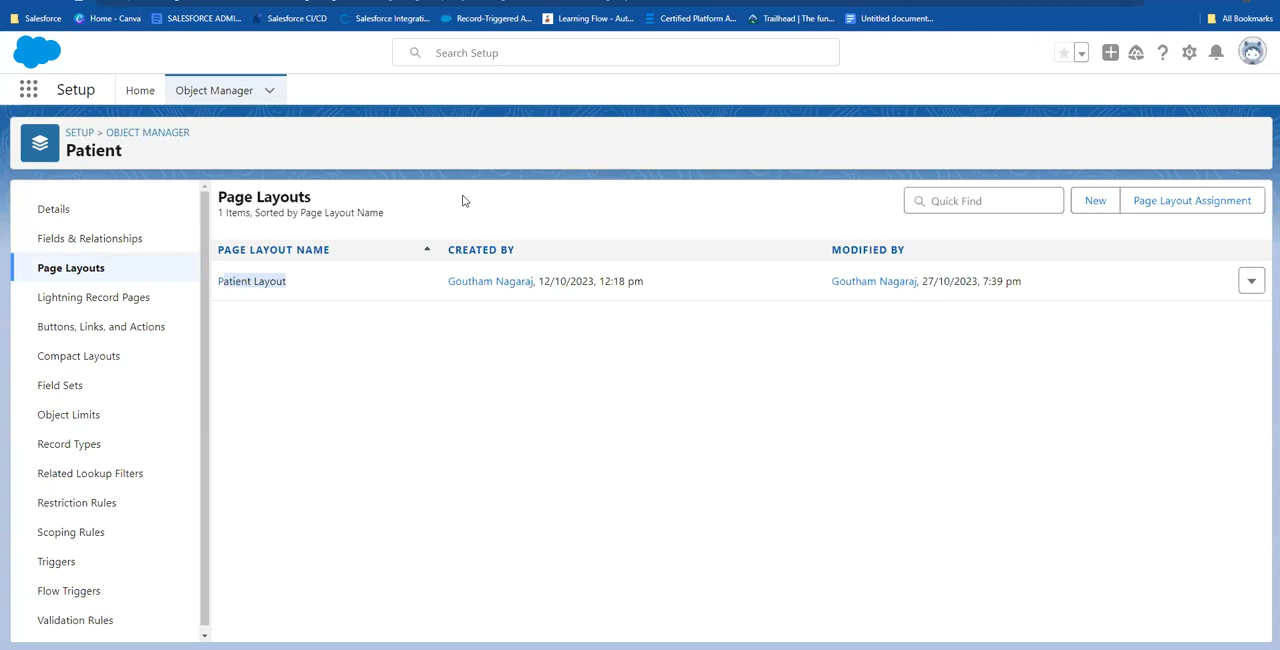 Salesforce Home - Canva SALESFORCE ADMI... Salesforce CI/CD Salesforce Integrati... Record-Triggered A... Learning Flow - Aut... Certified Platform A... Trailhead | The fun... Untitled document... All Bookmarks
Search Setup
Setup Home Object Manager
SETUP > OBJECT MANAGER
Patient
Details
Fields & Relationships
Page Layouts
Lightning Record Pages
Buttons, Links, and Actions
Compact Layouts
Field Sets
Object Limits
Record Types
Related Lookup Filters
Restriction Rules
Scoping Rules
Triggers
Flow Triggers
Validation Rules
Page Layouts
1 Items, Sorted by Page Layout Name
Quick Find New Page Layout Assignment
PAGE LAYOUT NAME CREATED BY MODIFIED BY
Patient Layout Goutham Nagaraj, 12/10/2023, 12:18 pm Goutham Nagaraj, 27/10/2023, 7:39 pm